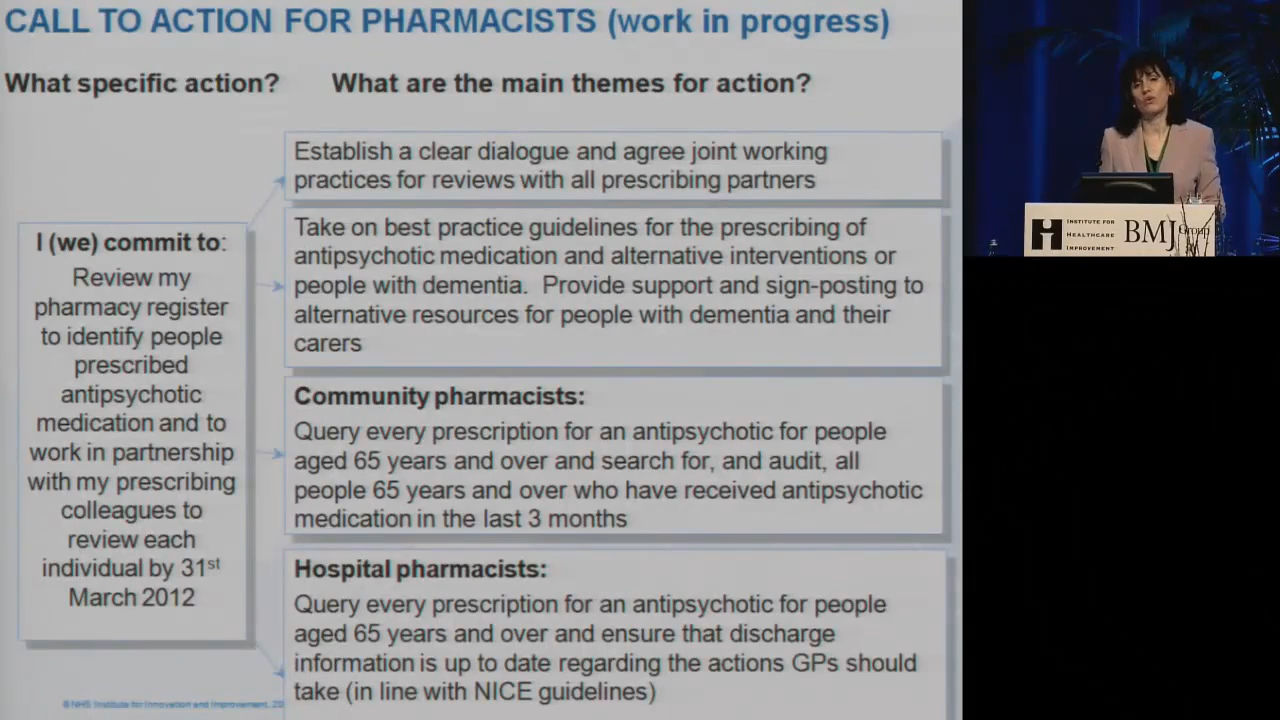 CALL TO ACTION FOR PHARMACISTS (work in progress)
What specific action?
What are the main themes for action?
I (we) commit to:
Review my
pharmacy register
to identify people
prescribed
antipsychotic
medication and to
work in partnership
with my prescribing
colleagues to
review each
individual by 31st
March 2012
Establish a clear dialogue and agree joint working
practices for reviews with all prescribing partners
Take on best practice guidelines for the prescribing of
antipsychotic medication and alternative interventions or
people with dementia. Provide support and sign-posting to
alternative resources for people with dementia and their
carers
Community pharmacists:
Query every prescription for an antipsychotic for people
aged 65 years and over and search for, and audit, all
people 65 years and over who have received antipsychotic
medication in the last 3 months
Hospital pharmacists:
Query every prescription for an antipsychotic for people
aged 65 years and over and ensure that discharge
information is up to date regarding the actions GPs should
take (in line with NICE guidelines)
© NHS Institute for Innovation and Improvement, 20
INSTITUTE FOR
HEALTHCARE
IMPROVEMENT
BMJ Group